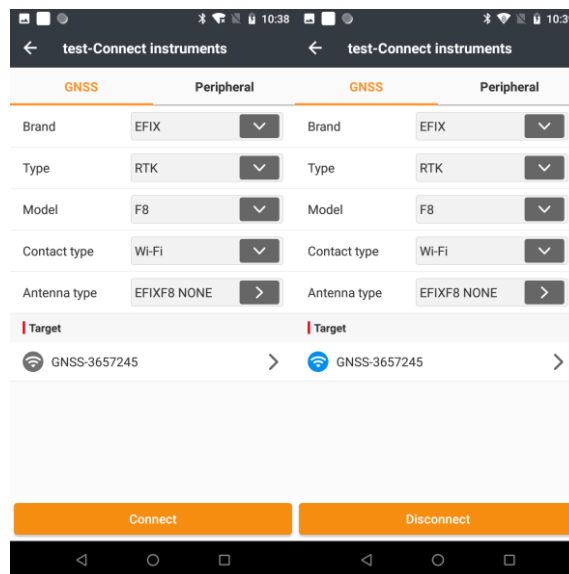 10:38
test-Connect instruments
GNSS Peripheral
Brand EFIX
Type RTK
Model F8
Contact type Wi-Fi
Antenna type EFIXF8 NONE
Target
GNSS-3657245
Connect
test-Connect instruments
GNSS Peripheral
Brand EFIX
Type RTK
Model F8
Contact type Wi-Fi
Antenna type EFIXF8 NONE
Target
GNSS-3657245
Disconnect